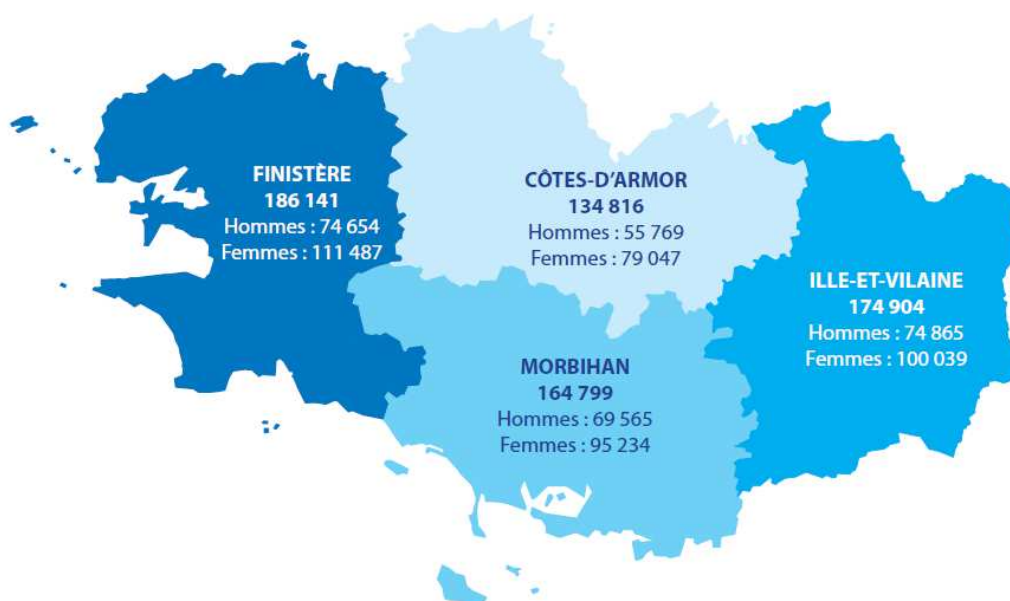 FINISTÈRE
186 141
Hommes : 74 654
Femmes : 111 487
CÔTES-D’ARMOR
134 816
Hommes : 55 769
Femmes : 79 047
ILLE-ET-VILAINE
174 904
Hommes : 74 865
Femmes : 100 039
MORBIHAN
164 799
Hommes : 69 565
Femmes : 95 234